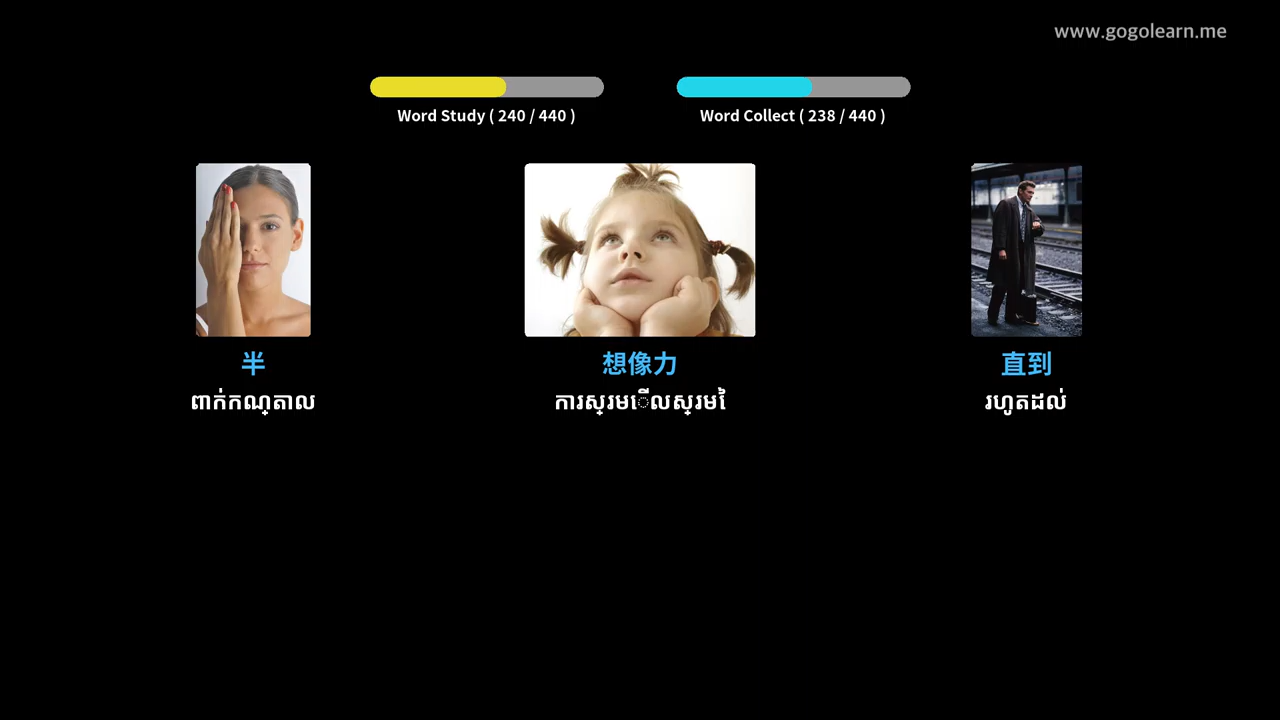 www.gogolearn.me
Word Study ( 240 / 440 )
Word Collect ( 238 / 440 )
半
想像力
直到
ពាក់កណ្តាល
ការស្រមើលស្រមៃ
រហូតដល់